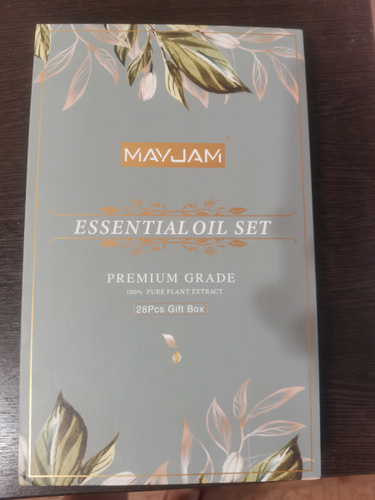 MAYJAM
ESSENTIAL OIL SET
PREMIUM GRADE
100% PURE PLANT EXTRACT
28Pcs Gift Box